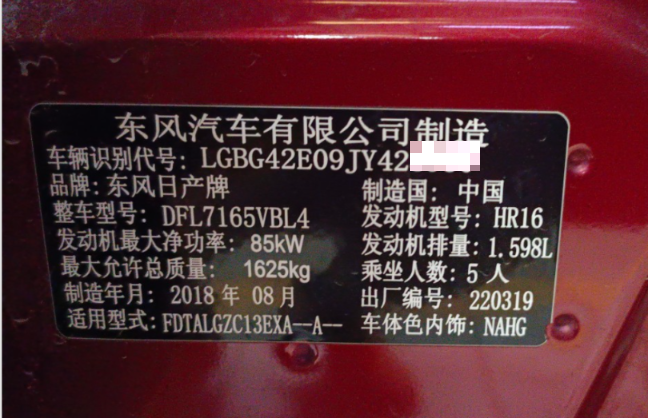 东风汽车有限公司制造
车辆识别代号: LGBG42E09JY42
品牌: 东风日产牌 制造国: 中国
整车型号: DFL7165VBL4 发动机型号: HR16
发动机最大净功率: 85kW 发动机排量: 1.598L
最大允许总质量: 1625kg 乘坐人数: 5 人
制造年月: 2018 年 08 月 出厂编号: 220319
适用型式: FDTALGZC13EXA--A-- 车体色内饰: NAHG